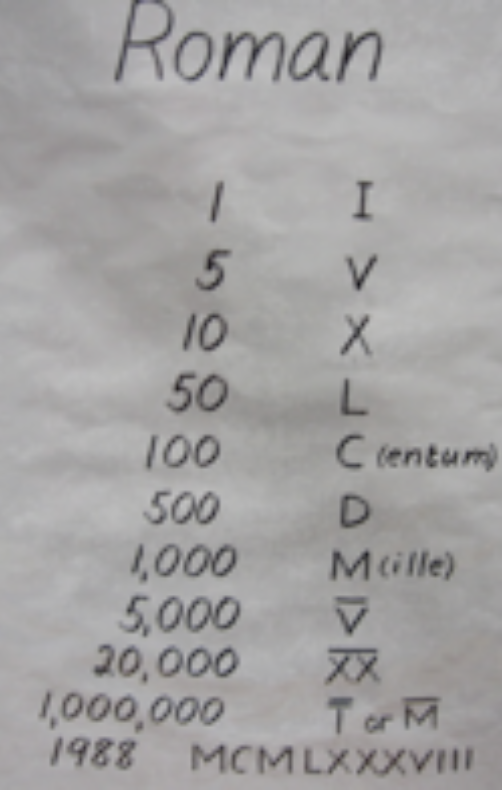 Roman
1 I
5 V
10 X
50 L
100 C (entum)
500 D
1,000 M (ille)
5,000 V̅
20,000 X̅X̅
1,000,000 T̅ or M̅
1988 MCMLXXXVIII